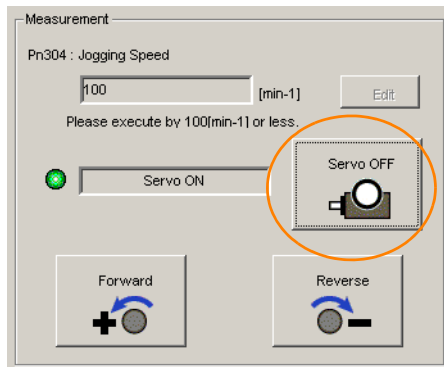 Measurement
Pn304 : Jogging Speed
100 [min-1] Edit
Please execute by 100[min-1] or less.
Servo ON
Servo OFF
Forward Reverse